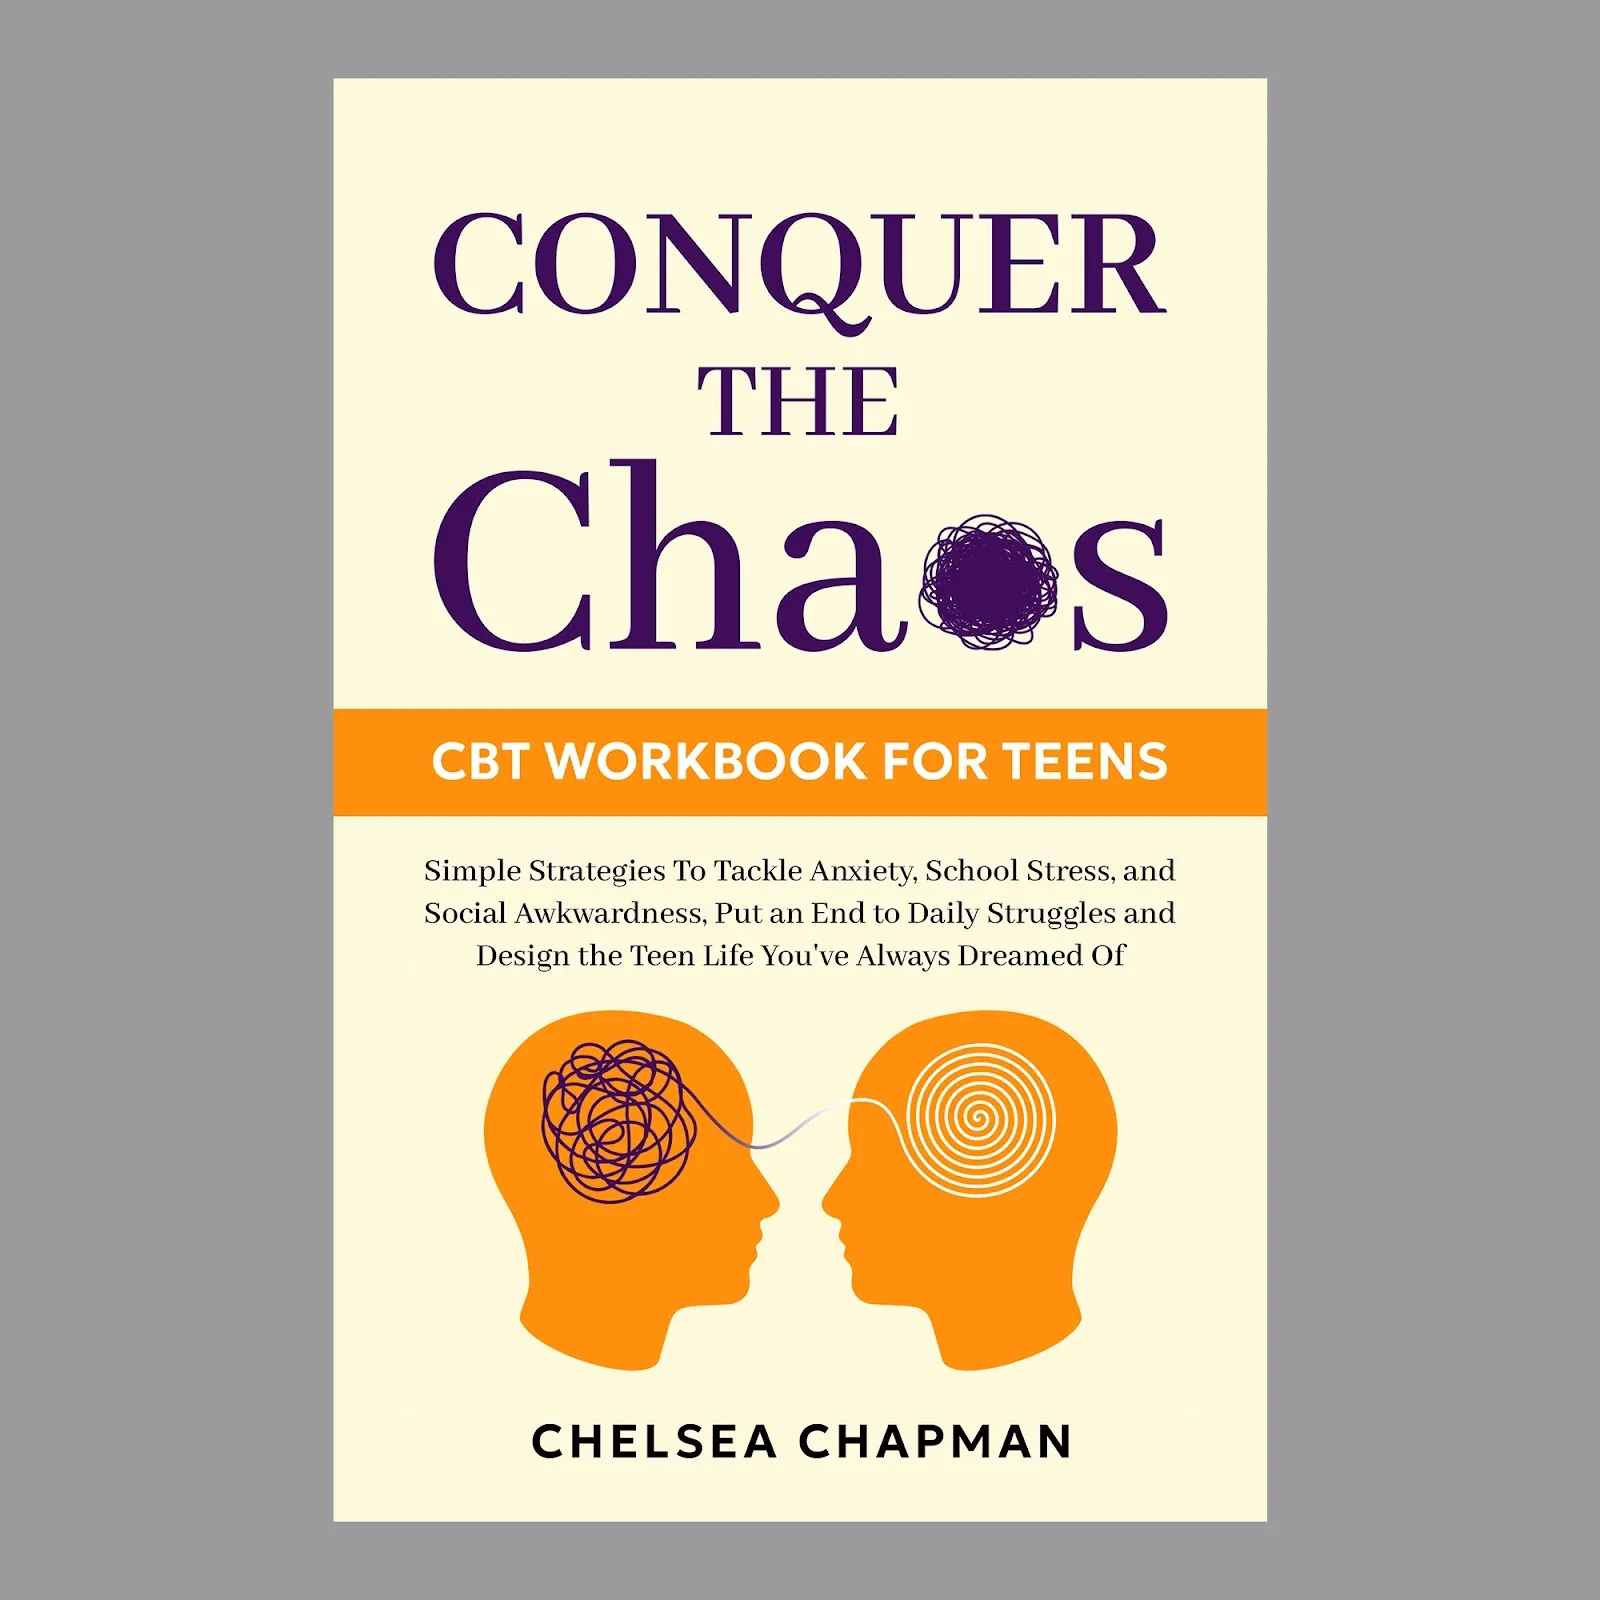 CONQUER
THE
Chaos
CBT WORKBOOK FOR TEENS
Simple Strategies To Tackle Anxiety, School Stress, and
Social Awkwardness, Put an End to Daily Struggles and
Design the Teen Life You've Always Dreamed Of
CHELSEA CHAPMAN